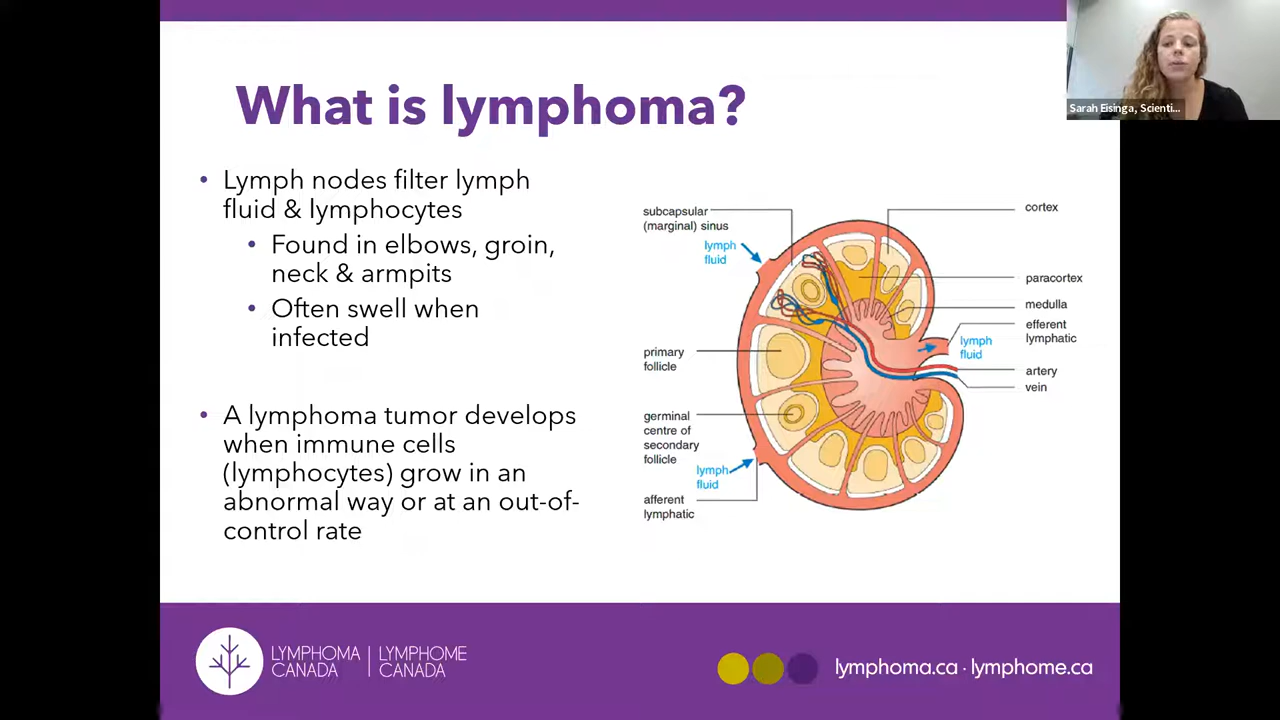 What is lymphoma?
Sarah Eisinga, Scienti...
• Lymph nodes filter lymph
fluid & lymphocytes
• Found in elbows, groin,
neck & armpits
• Often swell when
infected
• A lymphoma tumor develops
when immune cells
(lymphocytes) grow in an
abnormal way or at an out-of-
control rate
subcapsular
(marginal) sinus
lymph
fluid
primary
follicle
germinal
centre of
secondary
follicle
lymph
fluid
afferent
lymphatic
cortex
paracortex
medulla
efferent
lymphatic
lymph
fluid
artery
vein
LYMPHOMA
CANADA
LYMPHOME
CANADA
lymphoma.ca · lymphome.ca